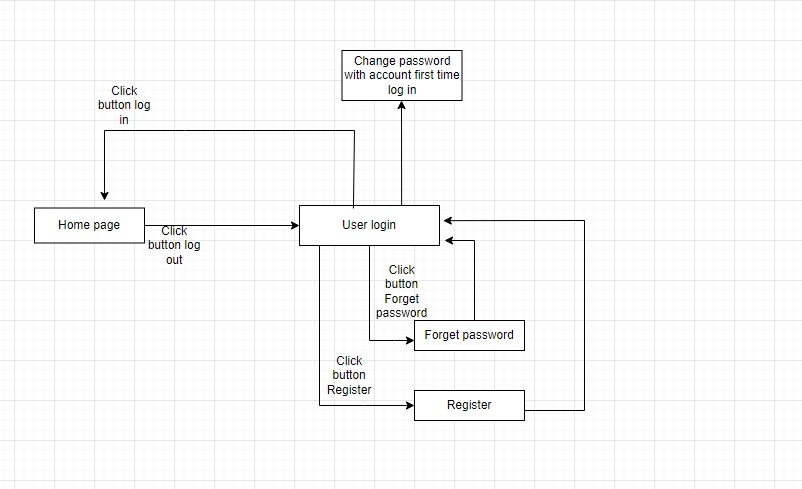 Change password
with account first time
log in
Click
button log
in
Home page
Click
button log
out
User login
Click
button
Forget
password
Forget password
Click
button
Register
Register